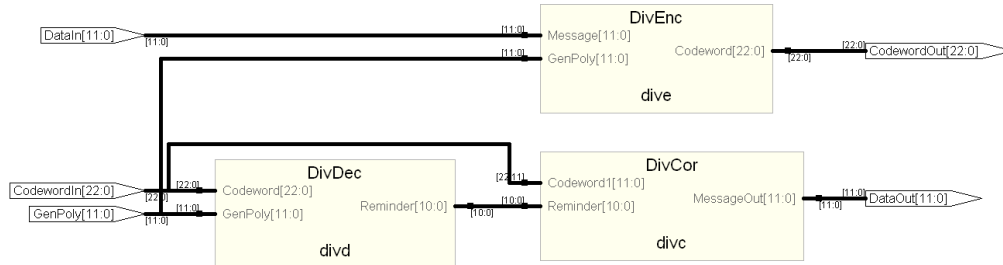 DivEnc
DataIn[11:0]
[11:0]
[11:0]
Message[11:0]
[11:0]
GenPoly[11:0]
Codeword[22:0]
[22:0]
[22:0]
CodewordOut[22:0]
dive
DivDec
DivCor
CodewordIn[22:0]
[22:0]
[22:0]
Codeword[22:0]
[22:11]
Codeword1[11:0]
GenPoly[11:0]
[11:0]
[11:0]
GenPoly[11:0]
Reminder[10:0]
[10:0]
[10:0]
Reminder[10:0]
MessageOut[11:0]
[11:0]
[11:0]
DataOut[11:0]
divd
divc